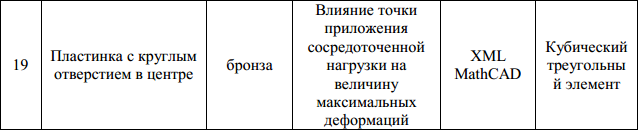 19
Пластинка с круглым
отверстием в центре
бронза
Влияние точки
приложения
сосредоточенной
нагрузки на
величину
максимальных
деформаций
XML
MathCAD
Кубический
треугольны
й элемент